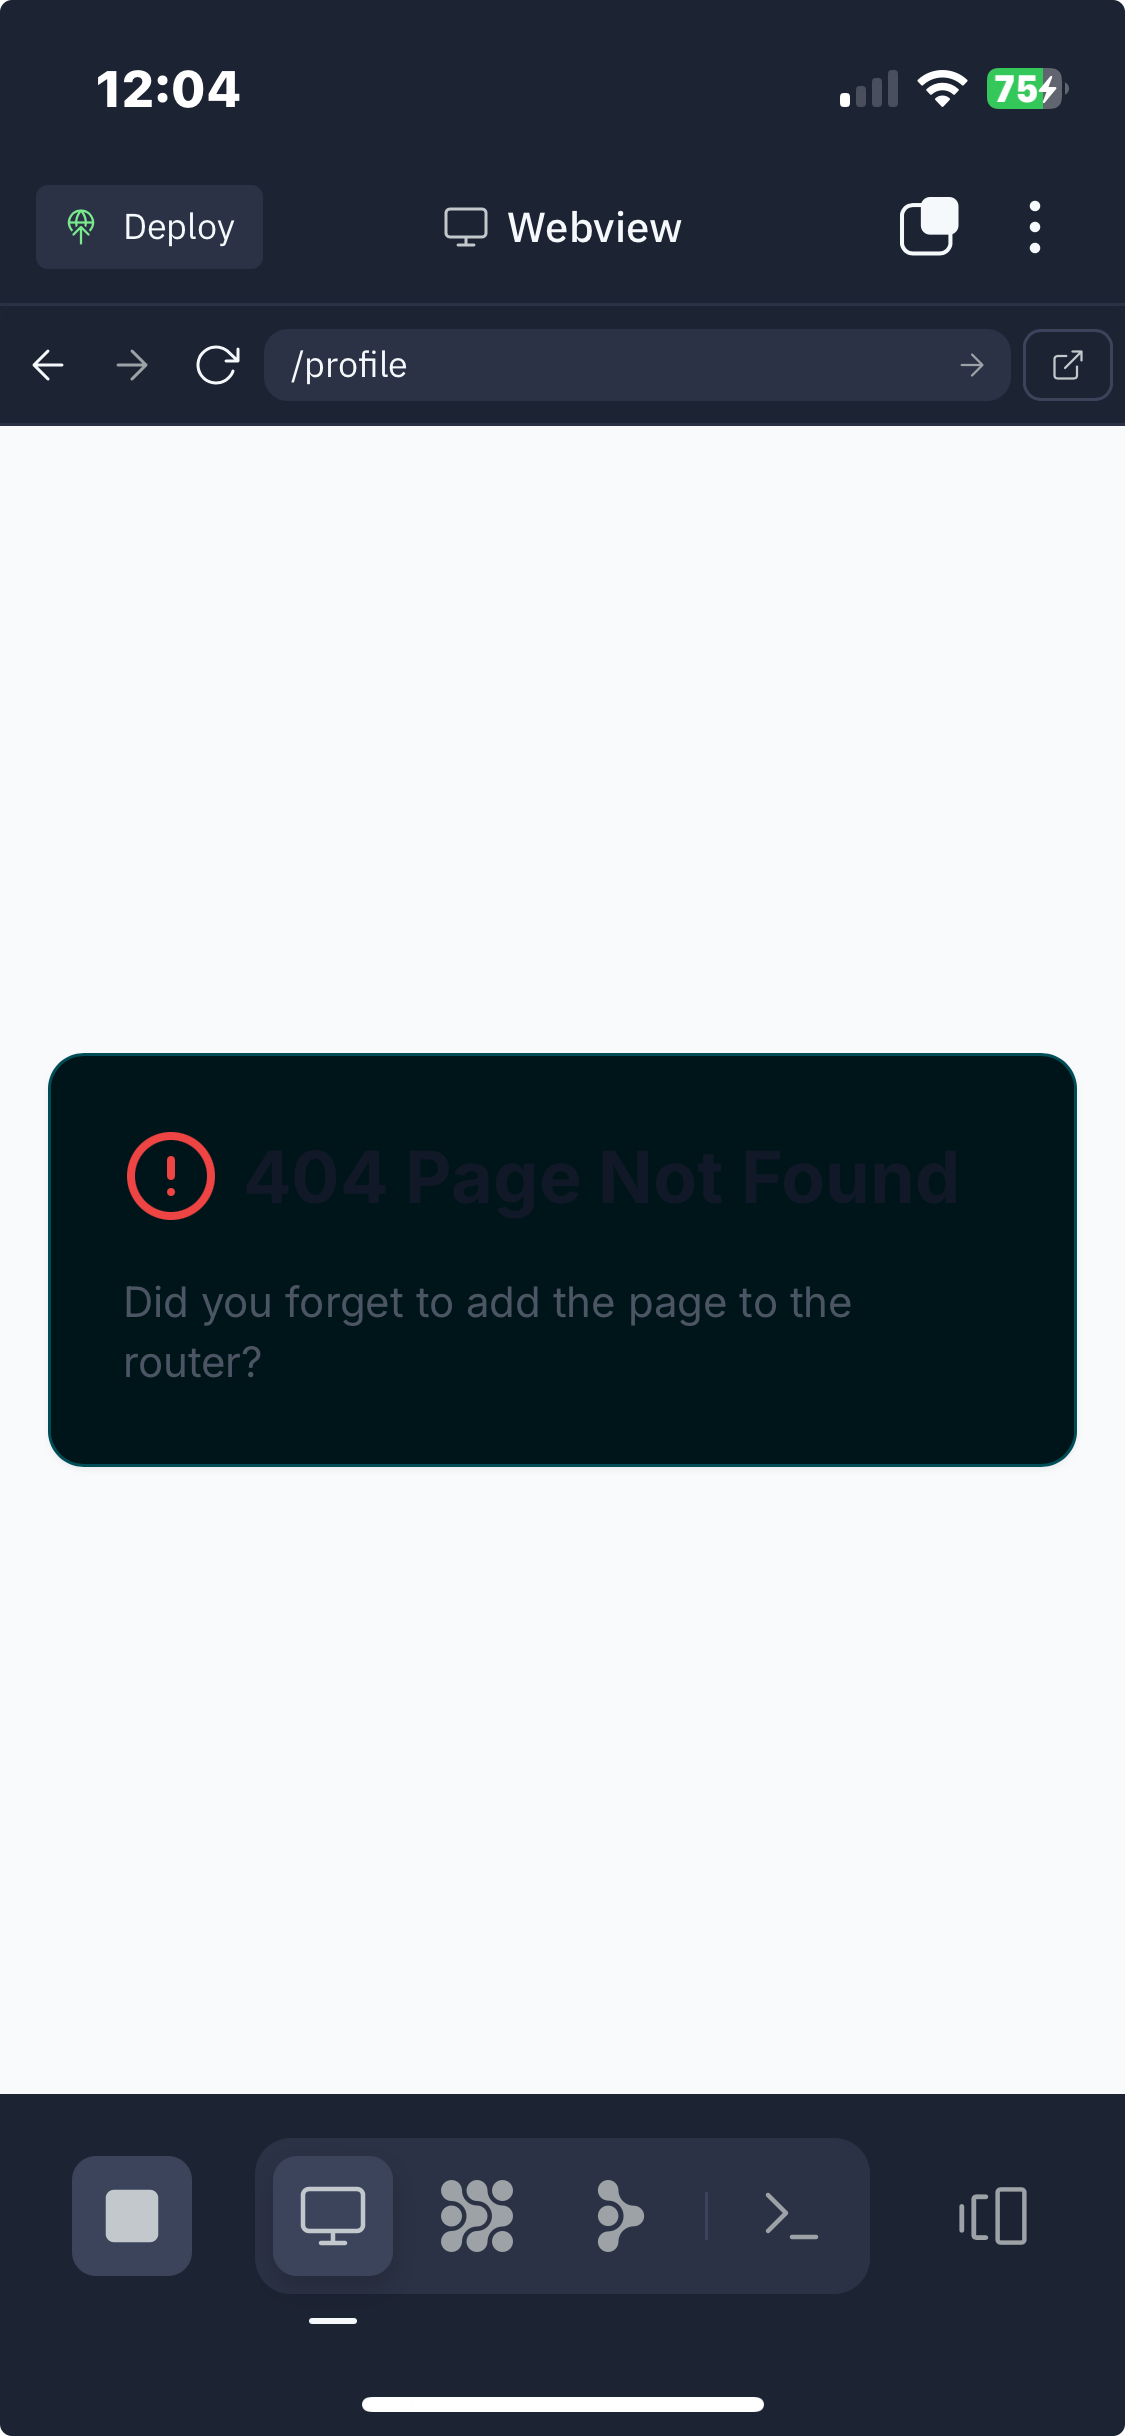 12:04
75
Deploy
Webview
/profile
404 Page Not Found
Did you forget to add the page to the
router?